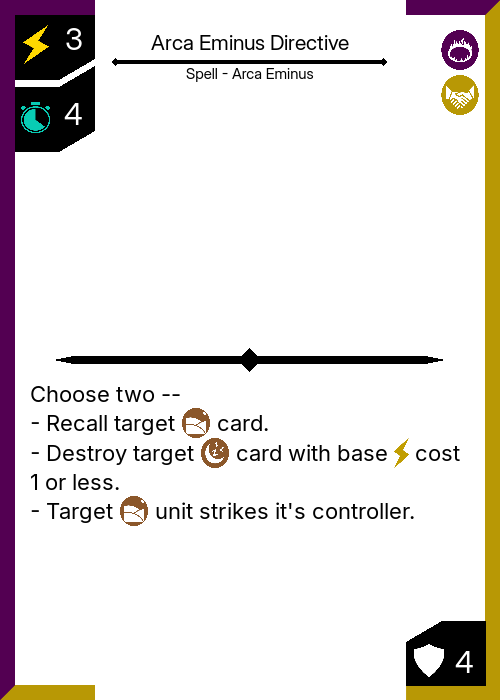 3
Arca Eminus Directive
Spell - Arca Eminus
4
Choose two --
- Recall target card.
- Destroy target card with base cost
1 or less.
- Target unit strikes it's controller.
4